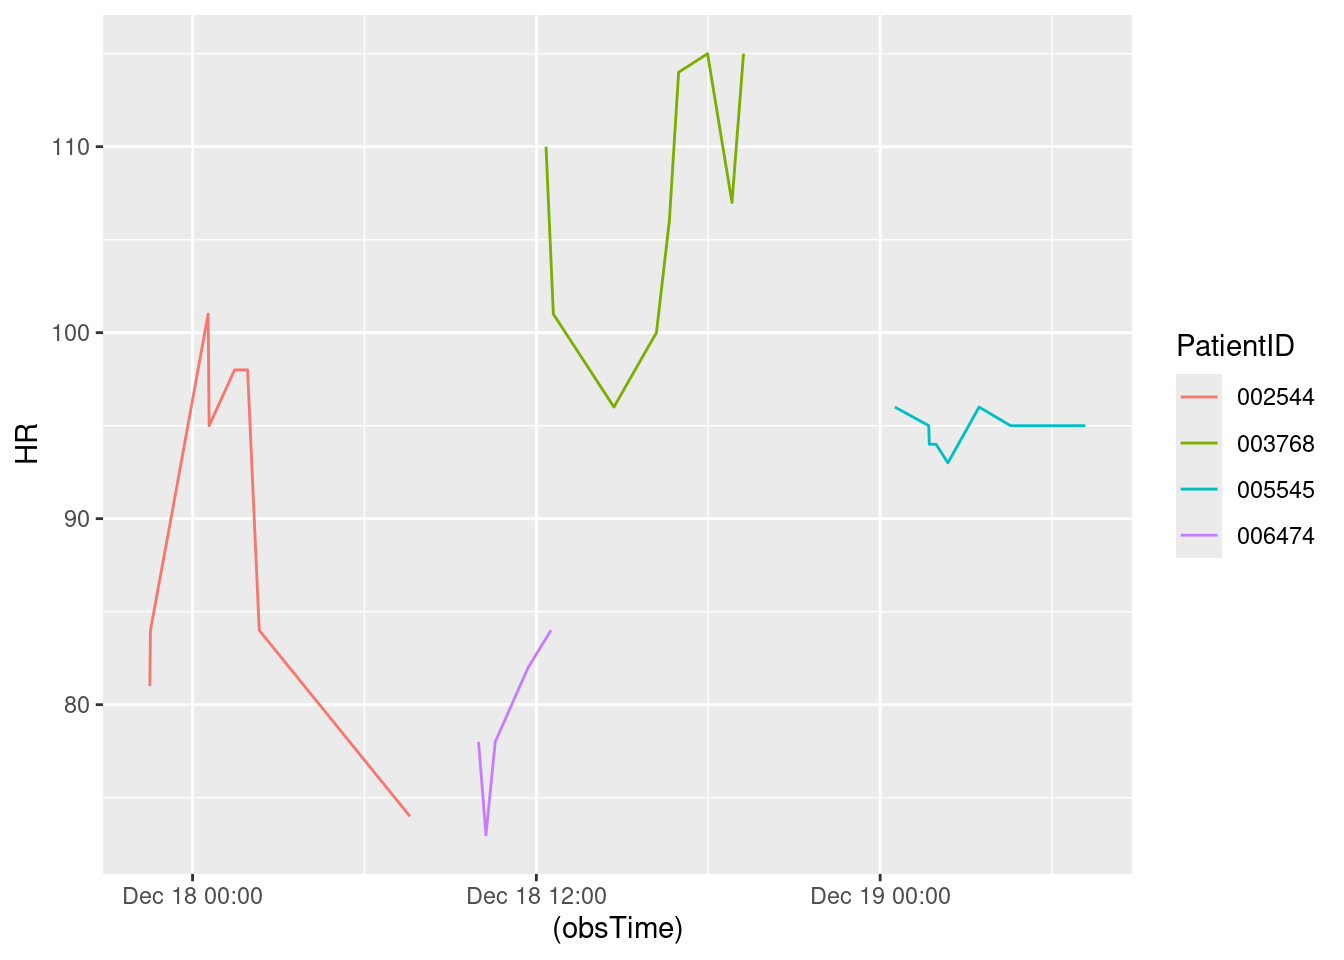 110
100
90
80
HR
Dec 18 00:00
Dec 18 12:00
Dec 19 00:00
(obsTime)
PatientID
002544
003768
005545
006474